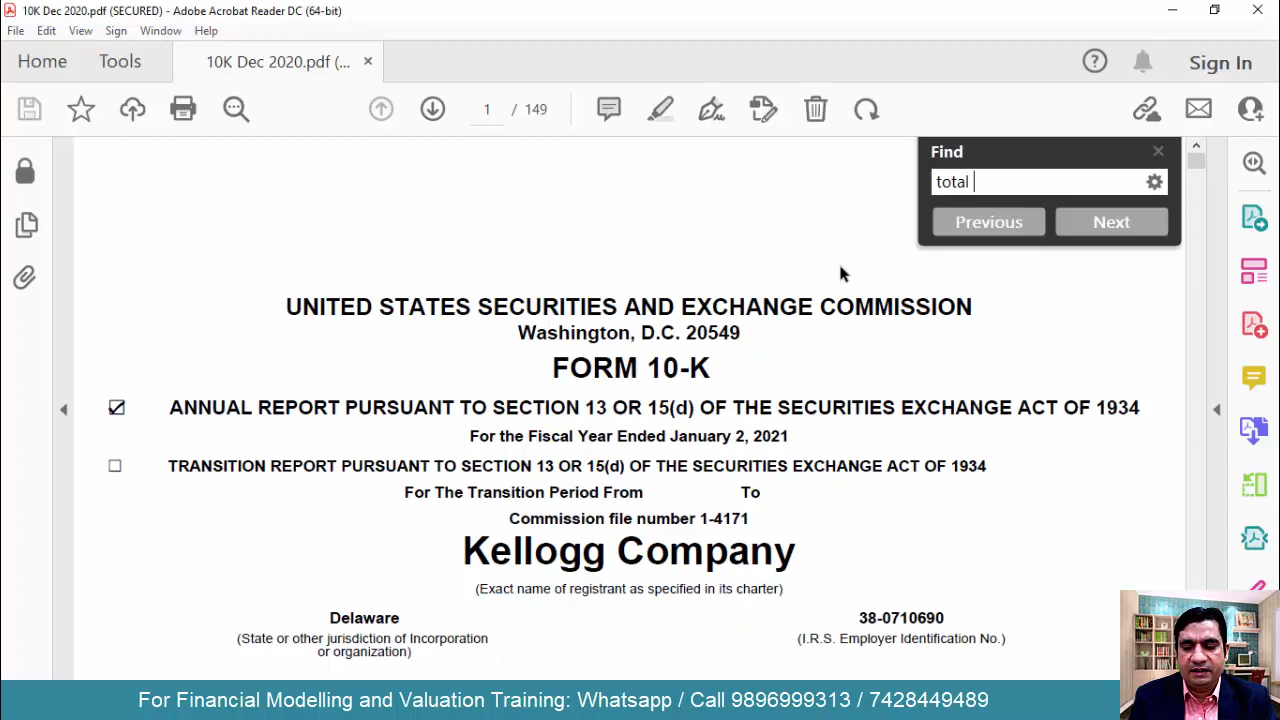 10K Dec 2020.pdf (SECURED) - Adobe Acrobat Reader DC (64-bit)
File Edit View Sign Window Help
Home Tools 10K Dec 2020.pdf (... × Sign In
1 / 149
Find
total
Previous Next
UNITED STATES SECURITIES AND EXCHANGE COMMISSION
Washington, D.C. 20549
FORM 10-K
☑ ANNUAL REPORT PURSUANT TO SECTION 13 OR 15(d) OF THE SECURITIES EXCHANGE ACT OF 1934
For the Fiscal Year Ended January 2, 2021
☐ TRANSITION REPORT PURSUANT TO SECTION 13 OR 15(d) OF THE SECURITIES EXCHANGE ACT OF 1934
For The Transition Period From To
Commission file number 1-4171
Kellogg Company
(Exact name of registrant as specified in its charter)
Delaware 38-0710690
(State or other jurisdiction of Incorporation (I.R.S. Employer Identification No.)
or organization)
For Financial Modelling and Valuation Training: Whatsapp / Call 9896999313 / 7428449489